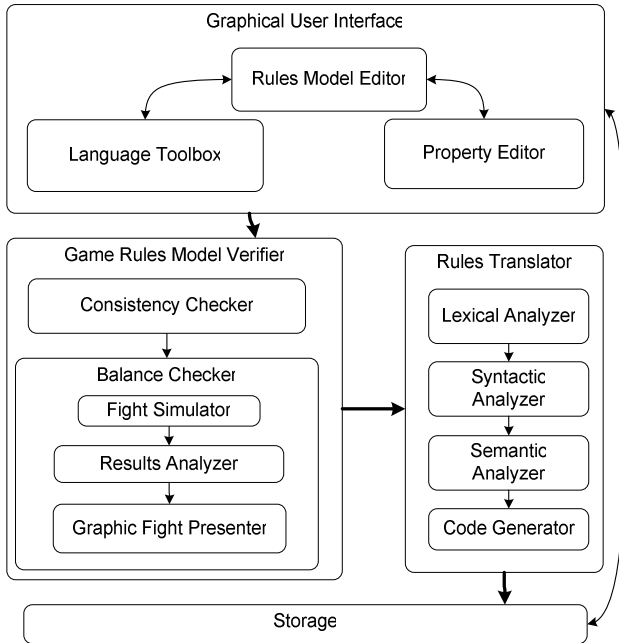 Graphical User Interface
Rules Model Editor
Language Toolbox
Property Editor
Game Rules Model Verifier
Consistency Checker
Balance Checker
Fight Simulator
Results Analyzer
Graphic Fight Presenter
Rules Translator
Lexical Analyzer
Syntactic
Analyzer
Semantic
Analyzer
Code Generator
Storage